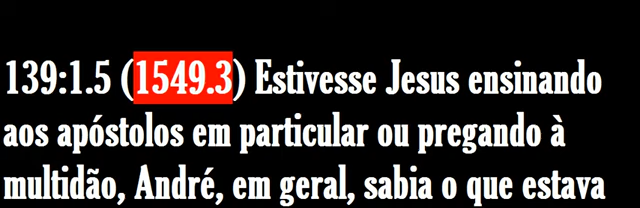 139:1.5 (1549.3) Estivesse Jesus ensinando
aos apóstolos em particular ou pregando à
multidão, André, em geral, sabia o que estava